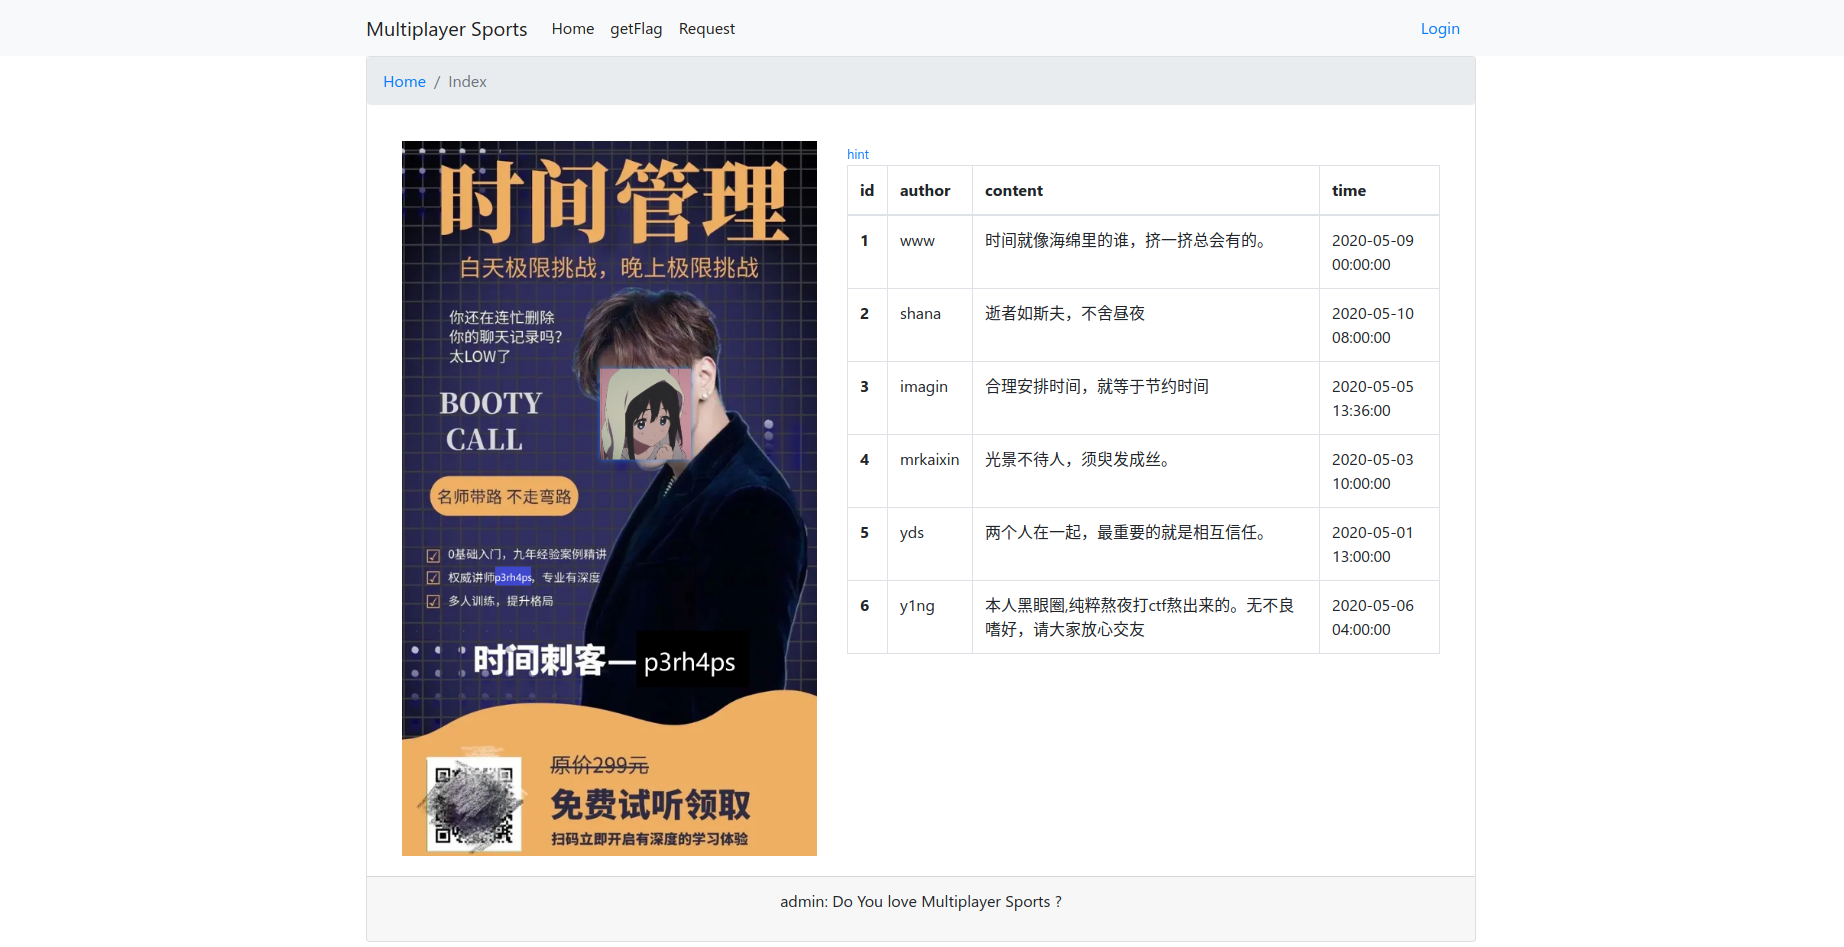 Multiplayer Sports Home getFlag Request Login
Home / Index
时间管理
白天极限挑战，晚上极限挑战
你还在连忙删除
你的聊天记录吗？
太LOW了
BOOTY
CALL
名师带路 不走弯路
0基础入门，九年经验案例精讲
权威讲师p3rh4ps，专业有深度
多人训练，提升格局
时间刺客— p3rh4ps
原价299元
免费试听领取
扫码立即开启有深度的学习体验
hint
id author content time
1 www 时间就像海绵里的谁，挤一挤总会有的。 2020-05-09
00:00:00
2 shana 逝者如斯夫，不舍昼夜 2020-05-10
08:00:00
3 imagin 合理安排时间，就等于节约时间 2020-05-05
13:36:00
4 mrkaixin 光景不待人，须臾发成丝。 2020-05-03
10:00:00
5 yds 两个人在一起，最重要的就是相互信任。 2020-05-01
13:00:00
6 y1ng 本人黑眼圈,纯粹熬夜打ctf熬出来的。无不良 2020-05-06
嗜好，请大家放心交友 04:00:00
admin: Do You love Multiplayer Sports ?